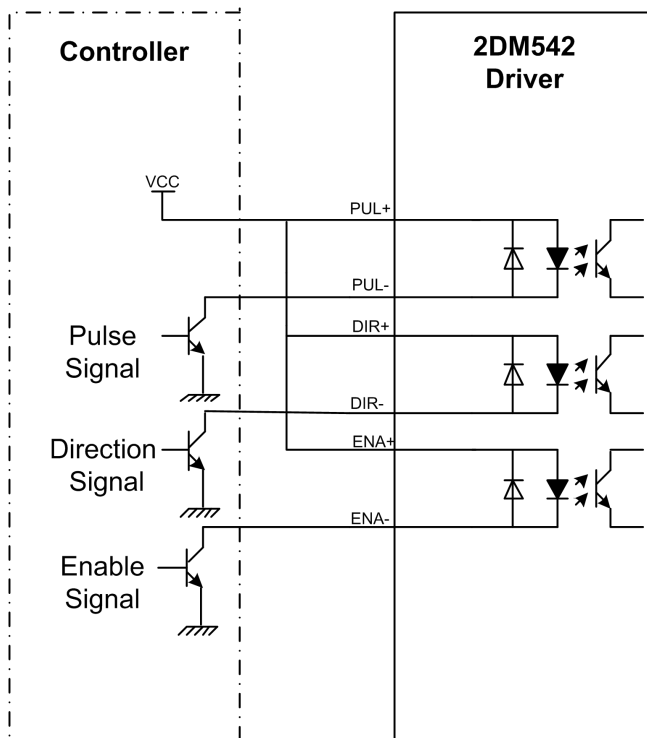 Controller
2DM542
Driver
VCC
PUL+
PUL-
Pulse
Signal
DIR+
DIR-
Direction
Signal
ENA+
ENA-
Enable
Signal